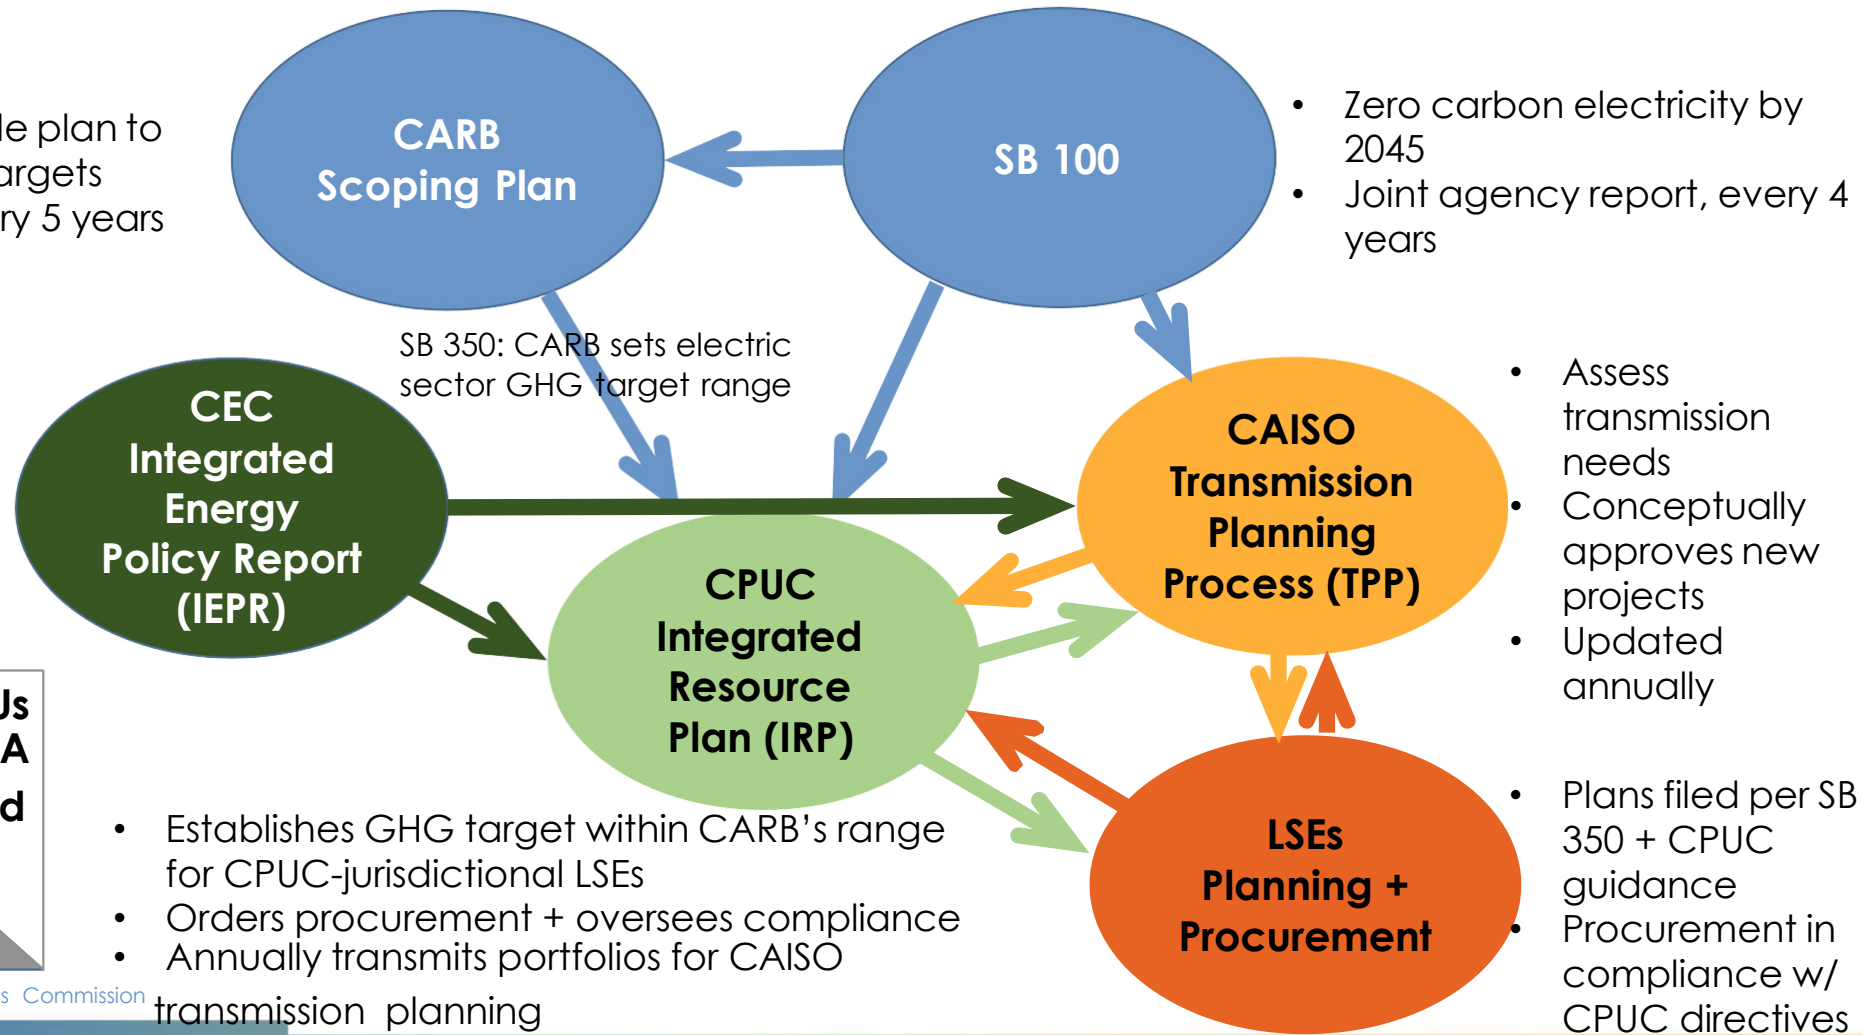 CARB
Scoping Plan
SB 100
• Zero carbon electricity by
2045
• Joint agency report, every 4
years
plan to
5 years
SB 350: CARB sets electric
sector GHG target range
CEC
Integrated
Energy
Policy Report
(IEPR)
CAISO
Transmission
Planning
Process (TPP)
• Assess
transmission
needs
• Conceptually
approves new
projects
• Updated
annually
CPUC
Integrated
Resource
Plan (IRP)
LSEs
Planning +
Procurement
• Plans filed per SB
350 + CPUC
guidance
• Procurement in
compliance w/
CPUC directives
• Establishes GHG target within CARB’s range
for CPUC-jurisdictional LSEs
• Orders procurement + oversees compliance
• Annually transmits portfolios for CAISO
transmission planning
Commission